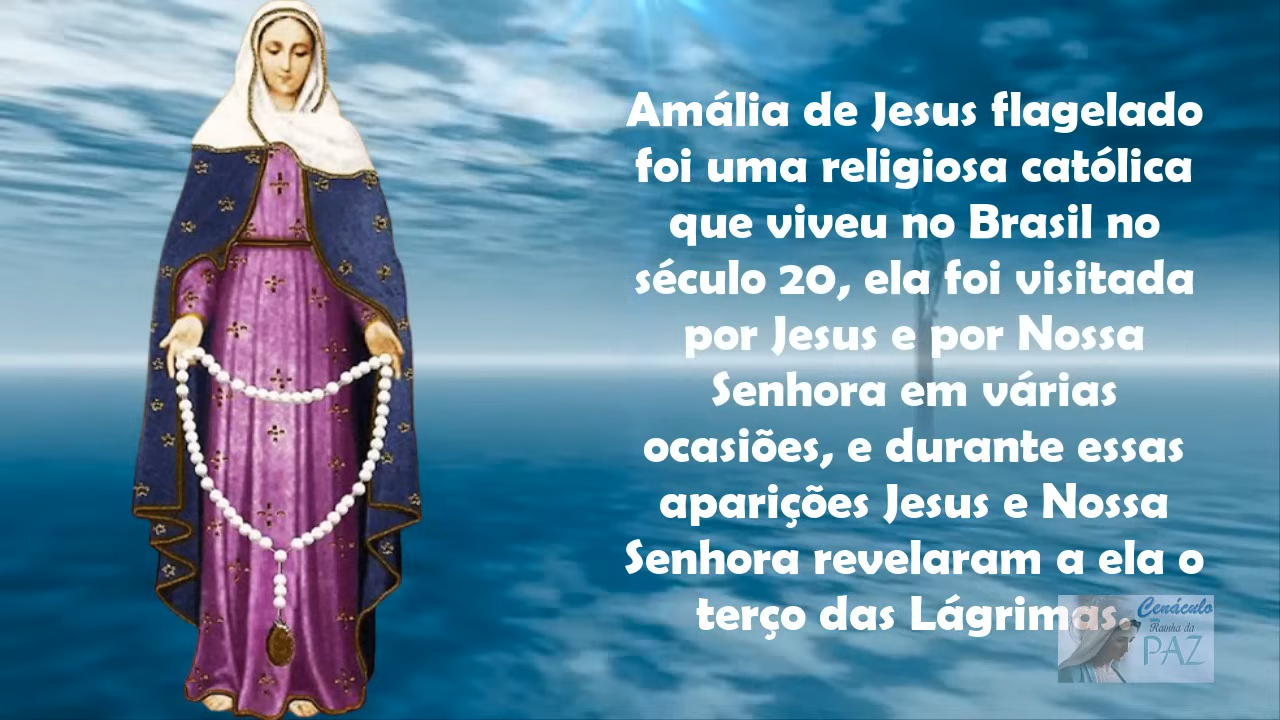 Amália de Jesus flagelado
foi uma religiosa católica
que viveu no Brasil no
século 20, ela foi visitada
por Jesus e por Nossa
Senhora em várias
ocasiões, e durante essas
aparições Jesus e Nossa
Senhora revelaram a ela o
terço das Lágrimas.
Cenáculo
Rainha da
PAZ